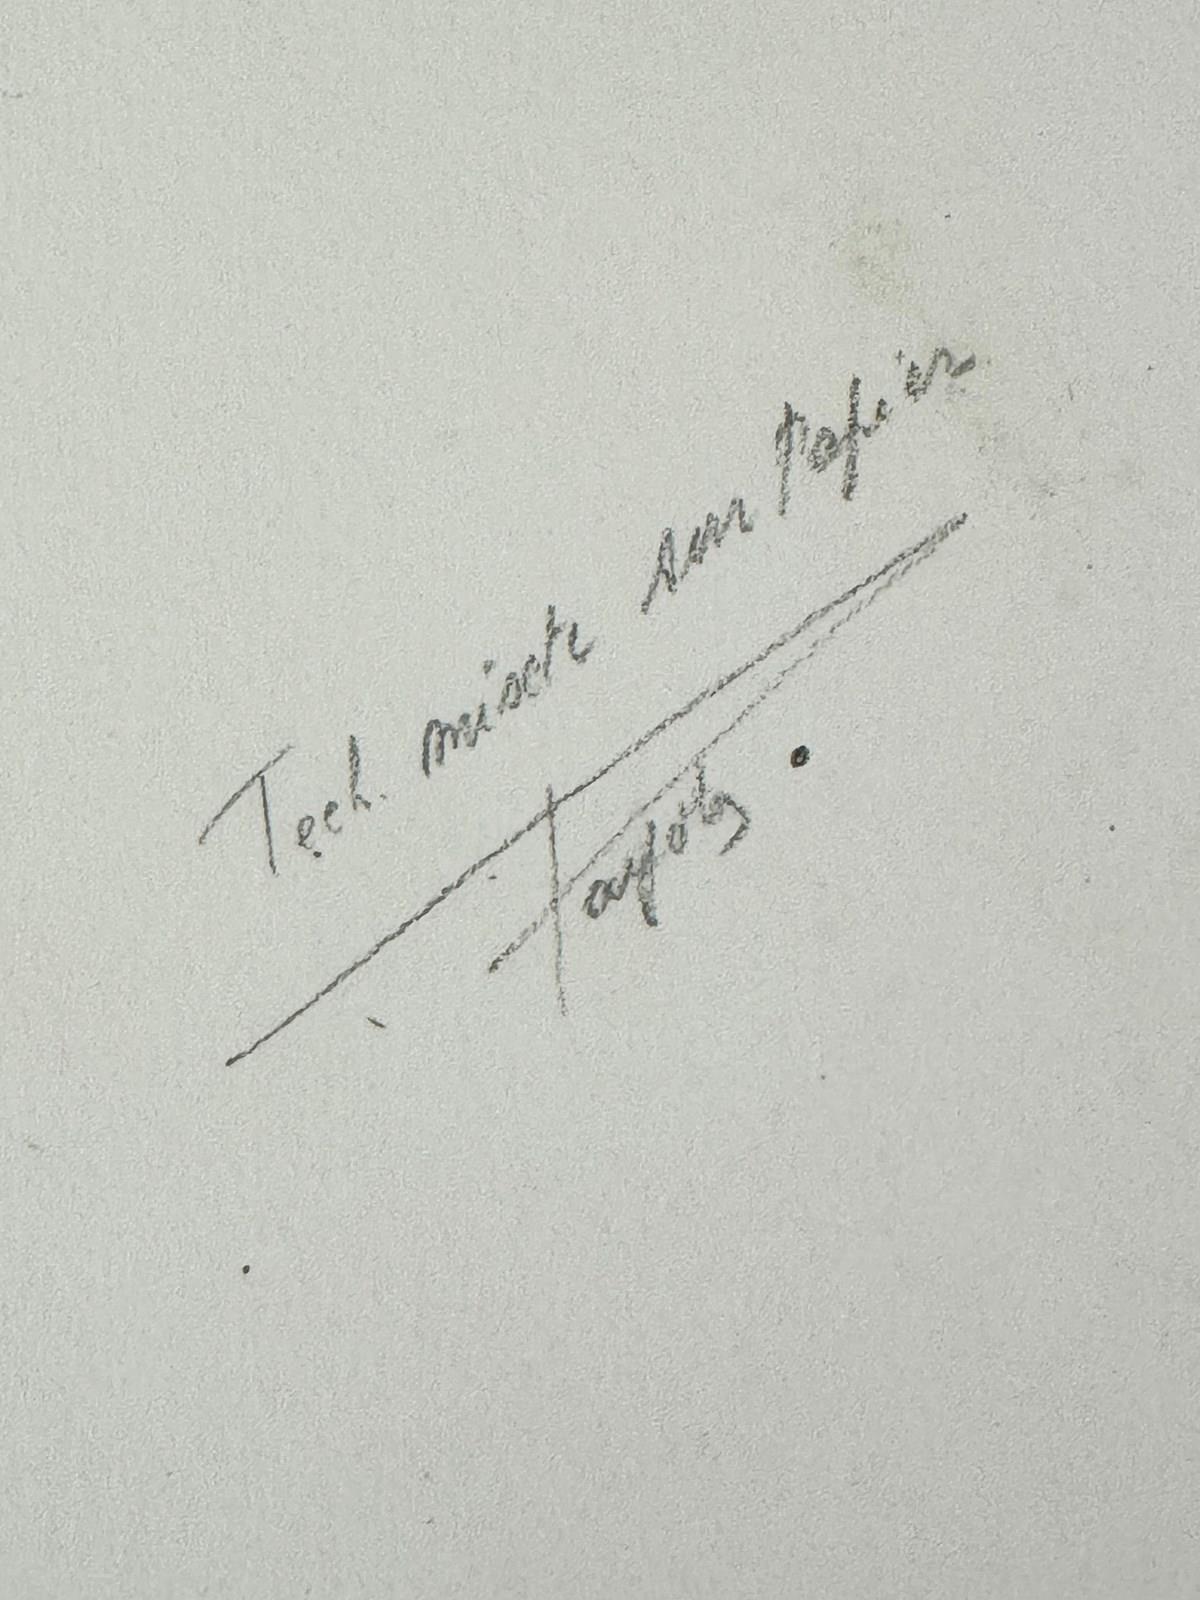 Tech. mixte sur Papier